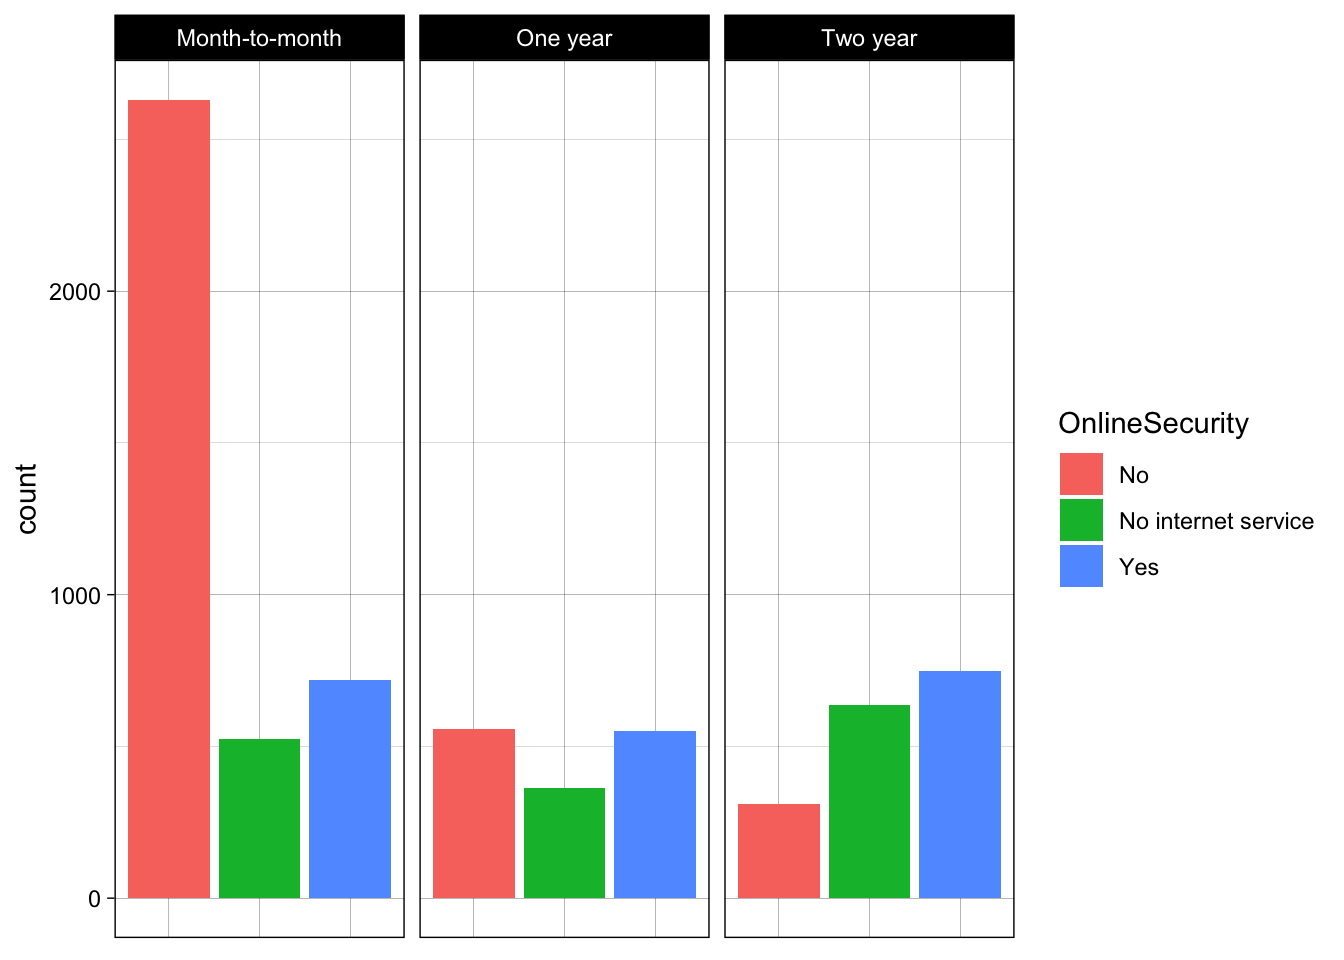 Month-to-month
One year
Two year
count
2000
1000
0
OnlineSecurity
No
No internet service
Yes